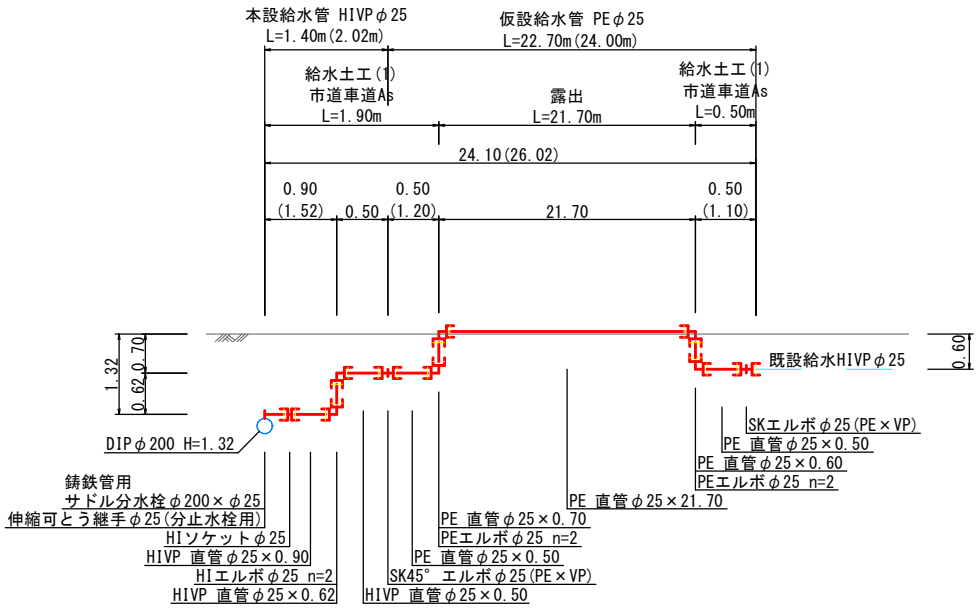 本設給水管 HIVPφ25
L=1.40m(2.02m)
仮設給水管 PEφ25
L=22.70m(24.00m)
給水土工(1)
市道車道As
L=1.90m
露出
L=21.70m
給水土工(1)
市道車道As
L=0.50m
24.10(26.02)
0.90
(1.52)
0.50
0.50
(1.20)
21.70
0.50
(1.10)
1.32
0.70
0.62
0.60
既設給水HIVPφ25
DIPφ200 H=1.32
鋳鉄管用
サドル分水栓φ200×φ25
伸縮可とう継手φ25(分止水栓用)
HIソケットφ25
HIVP 直管φ25×0.90
HIエルボφ25 n=2
HIVP 直管φ25×0.62
PE 直管φ25×0.70
PEエルボφ25 n=2
PE 直管φ25×0.50
SK45°エルボφ25(PE×VP)
HIVP 直管φ25×0.50
PE 直管φ25×21.70
SKエルボφ25(PE×VP)
PE 直管φ25×0.50
PE 直管φ25×0.60
PEエルボφ25 n=2